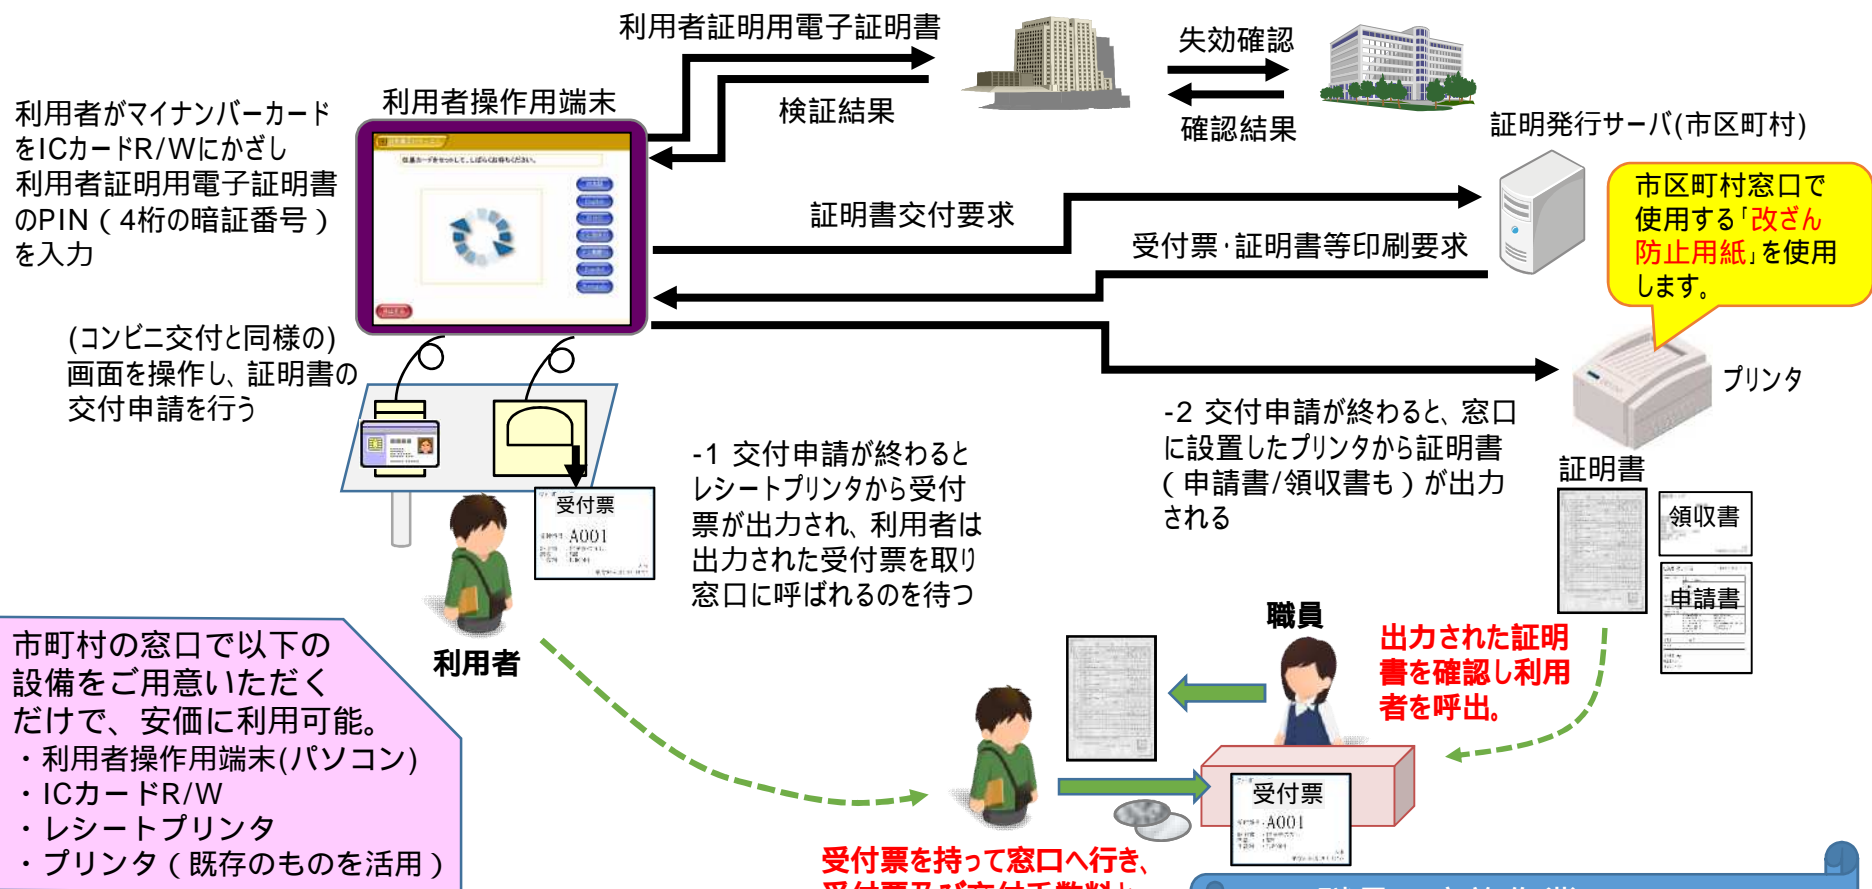 利用者証明用電子証明書
失効確認
検証結果
確認結果
利用者操作用端末
利用者がマイナンバーカード
をICカードR/Wにかざし
利用者証明用電子証明書
のPIN（4桁の暗証番号）
を入力
証明発行サーバ(市区町村)
市区町村窓口で
使用する「改ざん
防止用紙」を使用
します。
証明書交付要求
受付票・証明書等印刷要求
(コンビニ交付と同様の)
画面を操作し、証明書の
交付申請を行う
プリンタ
-1 交付申請が終わると
レシートプリンタから受付
票が出力され、利用者は
出力された受付票を取り
窓口に呼ばれるのを待つ
-2 交付申請が終わると、窓口
に設置したプリンタから証明書
（申請書/領収書も）が出力
される
証明書
領収書
申請書
受付票
A001
利用者
職員
出力された証明
書を確認し利用
者を呼出。
市町村の窓口で以下の
設備をご用意いただく
だけで、安価に利用可能。
・利用者操作用端末(パソコン)
・ICカードR/W
・レシートプリンタ
・プリンタ（既存のものを活用）
受付票
A001
受付票を持って窓口へ行き、